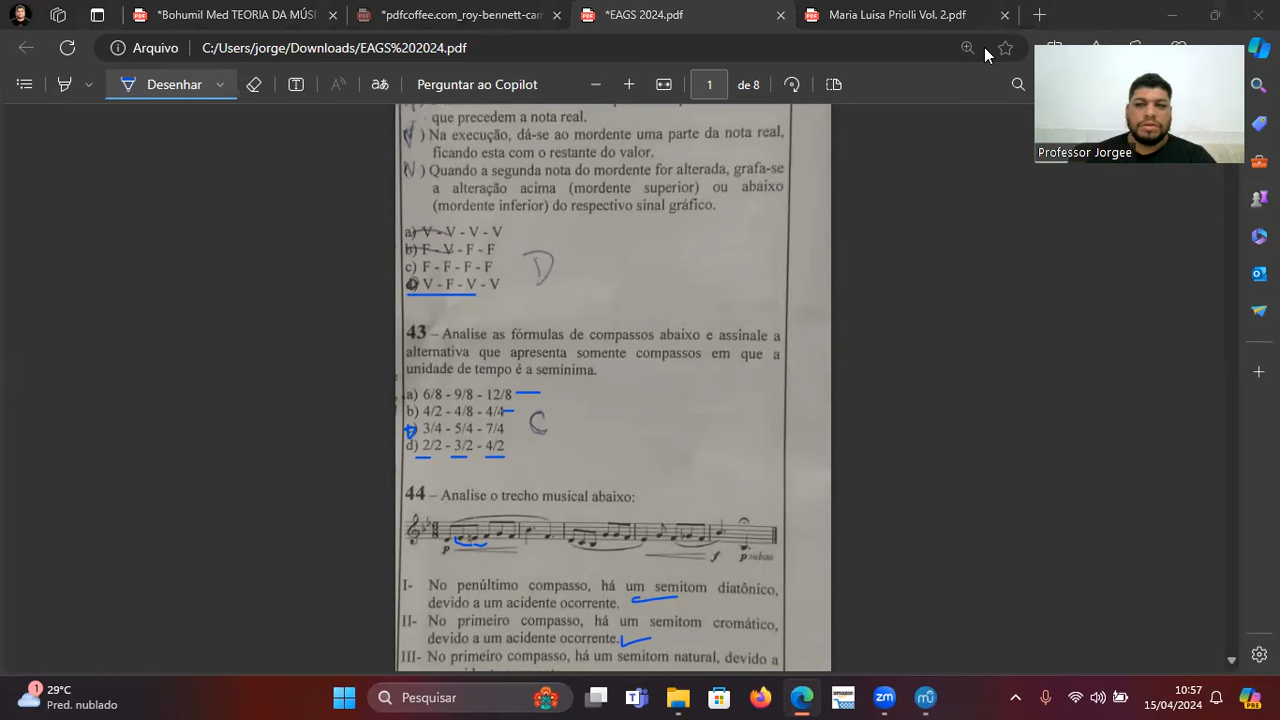 *Bohumil Med TEORIA DA MÚSI
*pdfcoffee.con_roy-bennett-car
*EAGS 2024.pdf
Maria Luisa Priolli Vol. 2.pdf
Arquivo
C:/Users/jorge/Downloads/EAGS%202024.pdf
Desenhar
Perguntar ao Copilot
1
de 8
Professor Jorgee
que precedem a nota real.
(V) Na execução, dá-se ao mordente uma parte da nota real,
ficando esta com o restante do valor.
(V) Quando a segunda nota do mordente for alterada, grafa-se
a alteração acima (mordente superior) ou abaixo
(mordente inferior) do respectivo sinal gráfico.
a) V - V - V - V
b) F - V - F - F
c) F - F - F - F
d) V - F - V - V
D
43 – Analise as fórmulas de compassos abaixo e assinale a
alternativa que apresenta somente compassos em que a
unidade de tempo é a semínima.
a) 6/8 - 9/8 - 12/8
b) 4/2 - 4/8 - 4/4
c) 3/4 - 5/4 - 7/4
d) 2/2 - 3/2 - 4/2
C
44 – Analise o trecho musical abaixo:
p f p subito
I- No penúltimo compasso, há um semitom diatônico,
devido a um acidente ocorrente.
II- No primeiro compasso, há um semitom cromático,
devido a um acidente ocorrente.
III- No primeiro compasso, há um semitom natural, devido a
1
29°C
Pred. nublado
Pesquisar
10:57
15/04/2024